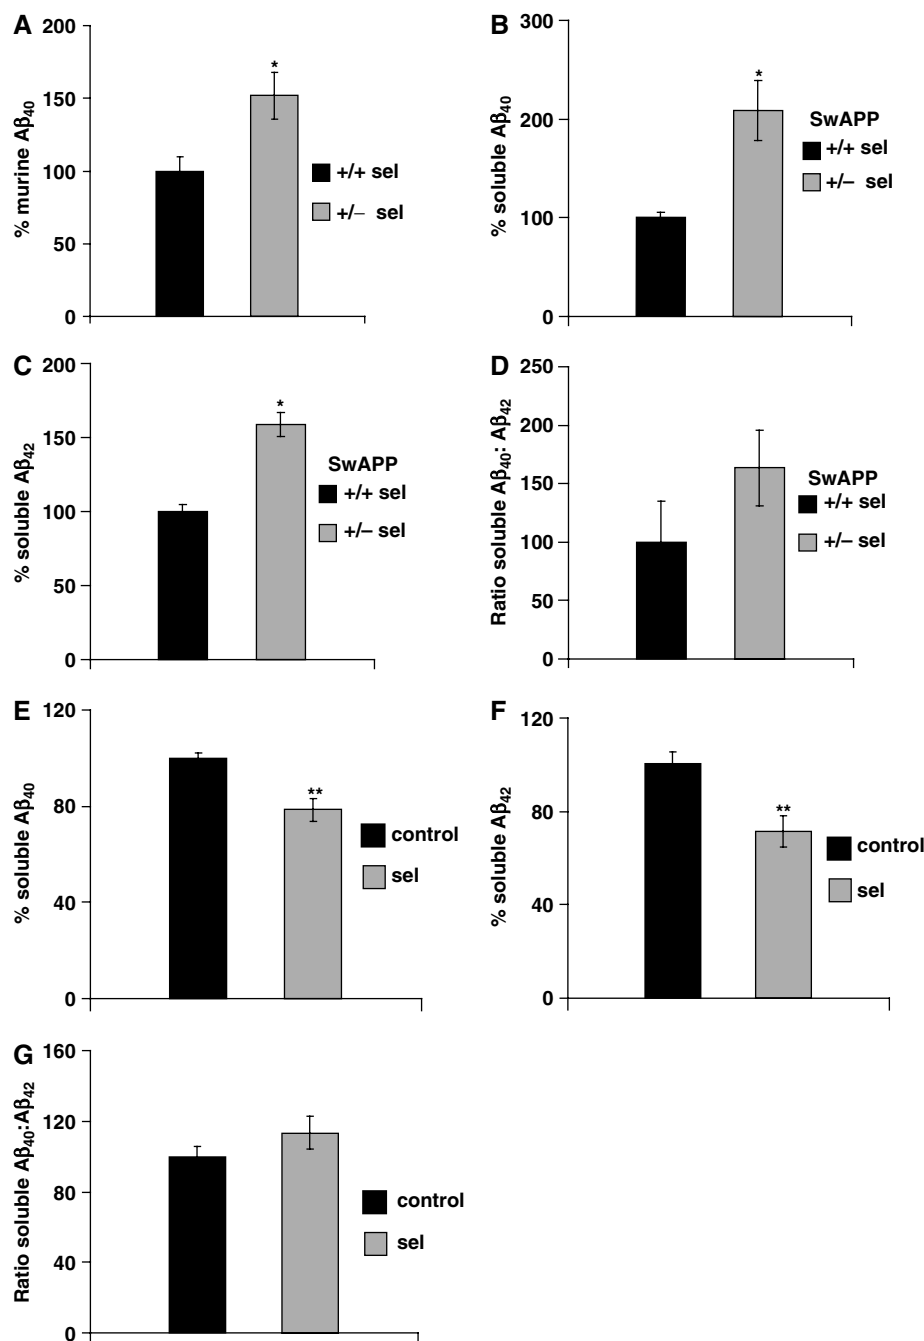 A
% murine Aβ40
200
150
100
50
0
*
+/+ sel
+/− sel
B
% soluble Aβ40
300
200
100
0
*
SwAPP
+/+ sel
+/− sel
C
% soluble Aβ42
200
150
100
50
0
*
SwAPP
+/+ sel
+/− sel
D
Ratio soluble Aβ40: Aβ42
250
200
150
100
50
0
SwAPP
+/+ sel
+/− sel
E
% soluble Aβ40
120
80
40
0
**
control
sel
F
% soluble Aβ42
120
80
40
0
**
control
sel
G
Ratio soluble Aβ40:Aβ42
160
120
80
40
0
control
sel